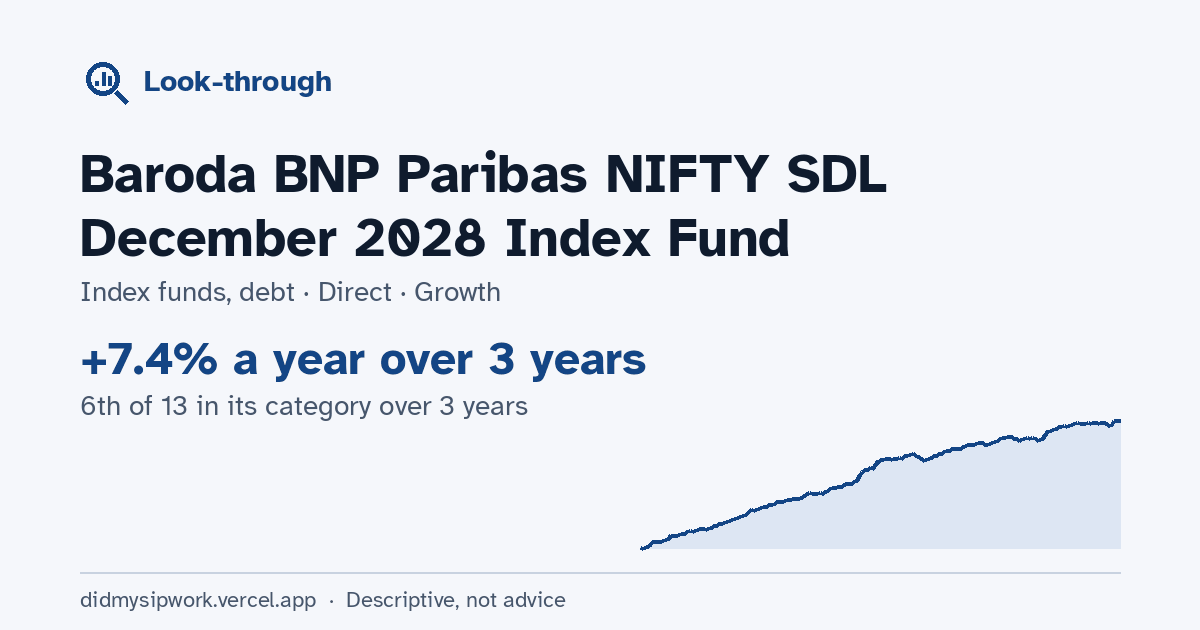 Look-through
Baroda BNP Paribas NIFTY SDL
December 2028 Index Fund
Index funds, debt · Direct · Growth
+7.4% a year over 3 years
6th of 13 in its category over 3 years
didmysipwork.vercel.app · Descriptive, not advice